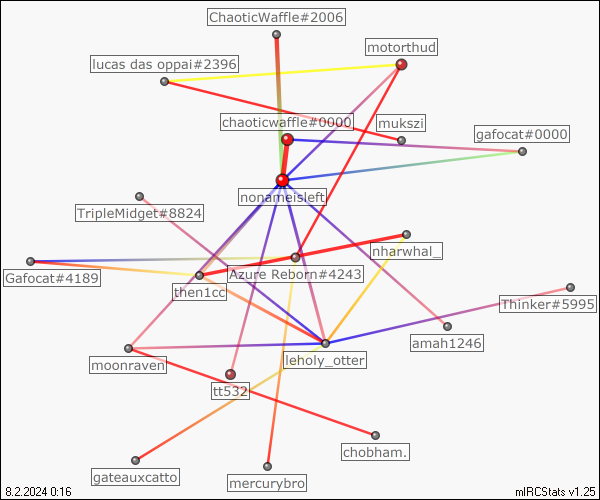 ChaoticWaffle#2006
motorthud
lucas das oppai#2396
chaoticwaffle#0000
mukszi
gafocat#0000
nonameisleft
TripleMidget#8824
nharwhal_
Gafocat#4189
Azure Reborn#4243
then1cc
Thinker#5995
amah1246
moonraven
leholy_otter
tt532
chobham.
gateauxcatto
mercurybro
8.2.2024 0:16
mIRCStats v1.25